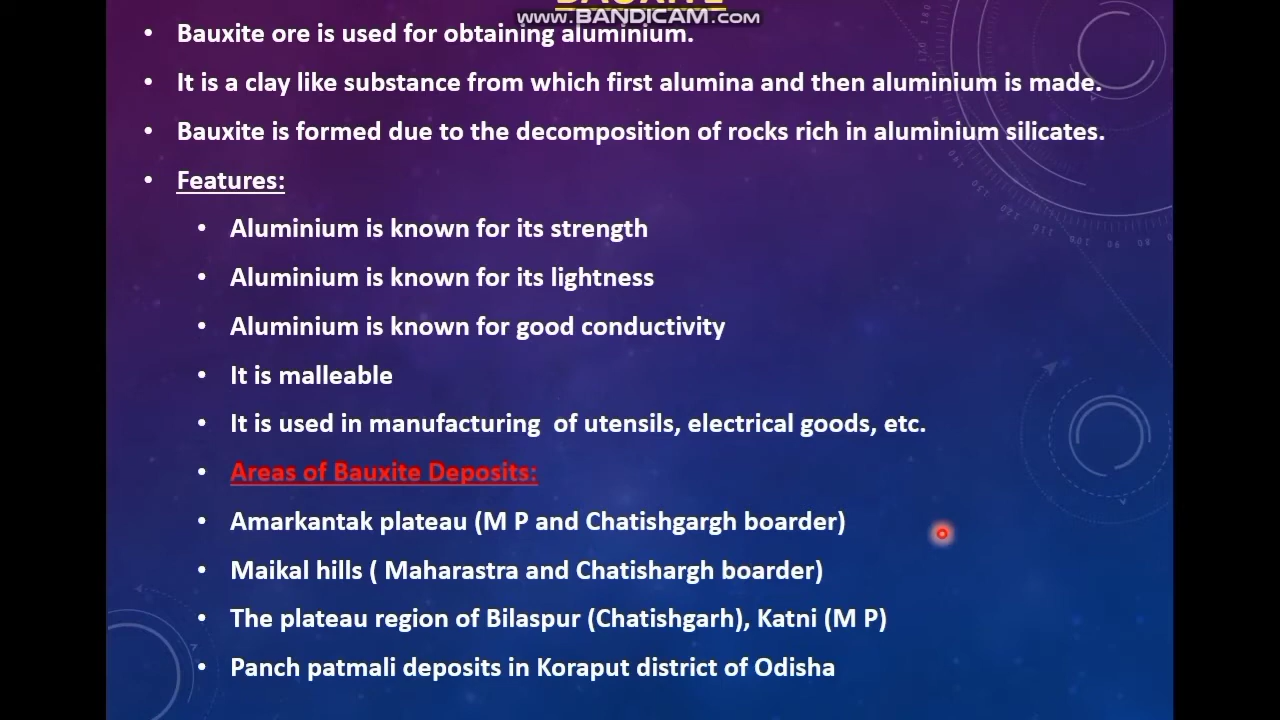 BAUXITE
www.BANDICAM.com
• Bauxite ore is used for obtaining aluminium.
• It is a clay like substance from which first alumina and then aluminium is made.
• Bauxite is formed due to the decomposition of rocks rich in aluminium silicates.
• Features:
• Aluminium is known for its strength
• Aluminium is known for its lightness
• Aluminium is known for good conductivity
• It is malleable
• It is used in manufacturing of utensils, electrical goods, etc.
• Areas of Bauxite Deposits:
• Amarkantak plateau (M P and Chatishgargh boarder)
• Maikal hills ( Maharastra and Chatishargh boarder)
• The plateau region of Bilaspur (Chatishgarh), Katni (M P)
• Panch patmali deposits in Koraput district of Odisha